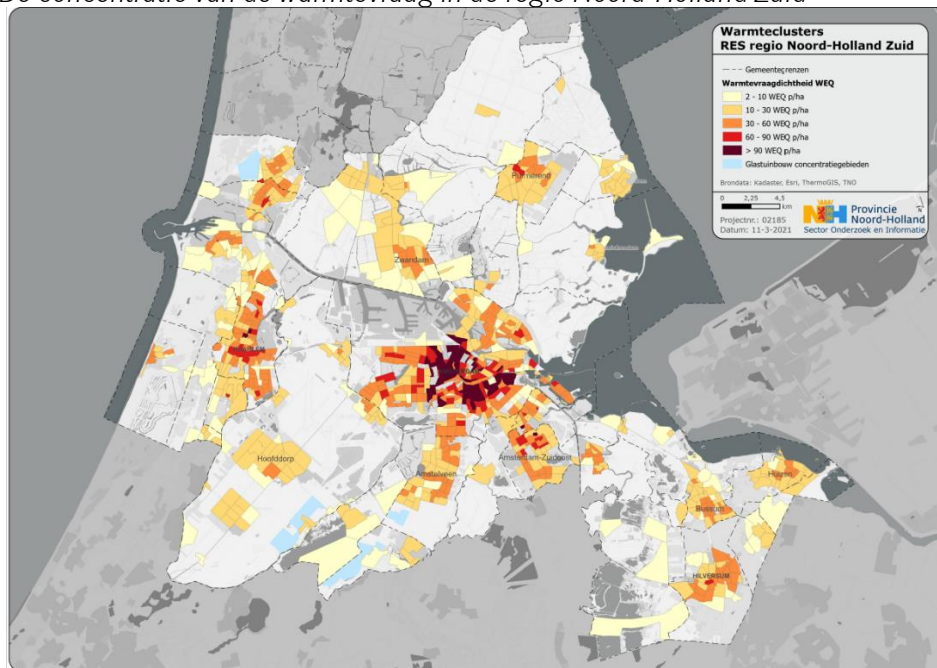 De concentratie van de warmtevraag in de regio Noord-Holland Zuid
Warmteclusters
RES regio Noord-Holland Zuid
Gemeentegrenzen
Warmtevraagdichtheid WEQ
2 - 10 WEQ p/ha
10 - 30 WEQ p/ha
30 - 60 WEQ p/ha
60 - 90 WEQ p/ha
> 90 WEQ p/ha
Glastuinbouw concentratiegebieden
Brondata: Kadaster, Esri, ThermoGIS, TNO
0 2,25 4,5
km
Projectnr.: 02185
Datum: 11-3-2021
Provincie
Noord-Holland
Sector Onderzoek en Informatie
Purmerend
Zaandam
Hoofddorp
Amstelveen
Amsterdam-Zuidoost
Huizen
Bussum
HILVERSUM